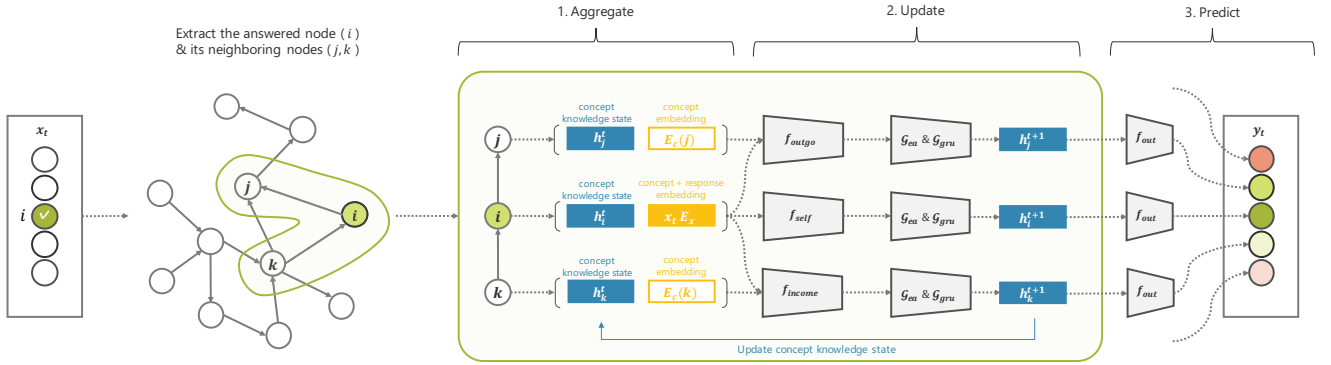 1. Aggregate
2. Update
3. Predict
Extract the answered node (i)
& its neighboring nodes (j, k)
x_t
i
j
i
k
j
concept
knowledge state
h_j^t
concept
embedding
E_c(j)
f_outgo
𝒢_ea & 𝒢_gru
h_j^{t+1}
f_out
i
concept
knowledge state
h_i^t
concept + response
embedding
x_t E_x
f_self
𝒢_ea & 𝒢_gru
h_i^{t+1}
f_out
k
concept
knowledge state
h_k^t
concept
embedding
E_c(k)
f_income
𝒢_ea & 𝒢_gru
h_k^{t+1}
f_out
y_t
Update concept knowledge state